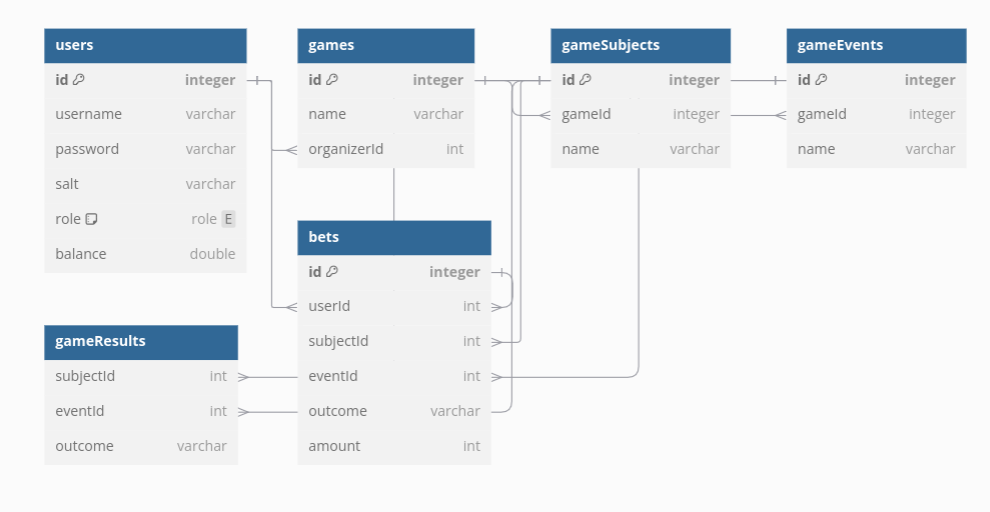 users
id integer
username varchar
password varchar
salt varchar
role role E
balance double
games
id integer
name varchar
organizerId int
gameSubjects
id integer
gameId integer
name varchar
gameEvents
id integer
gameId integer
name varchar
bets
id integer
userId int
subjectId int
eventId int
outcome varchar
amount int
gameResults
subjectId int
eventId int
outcome varchar